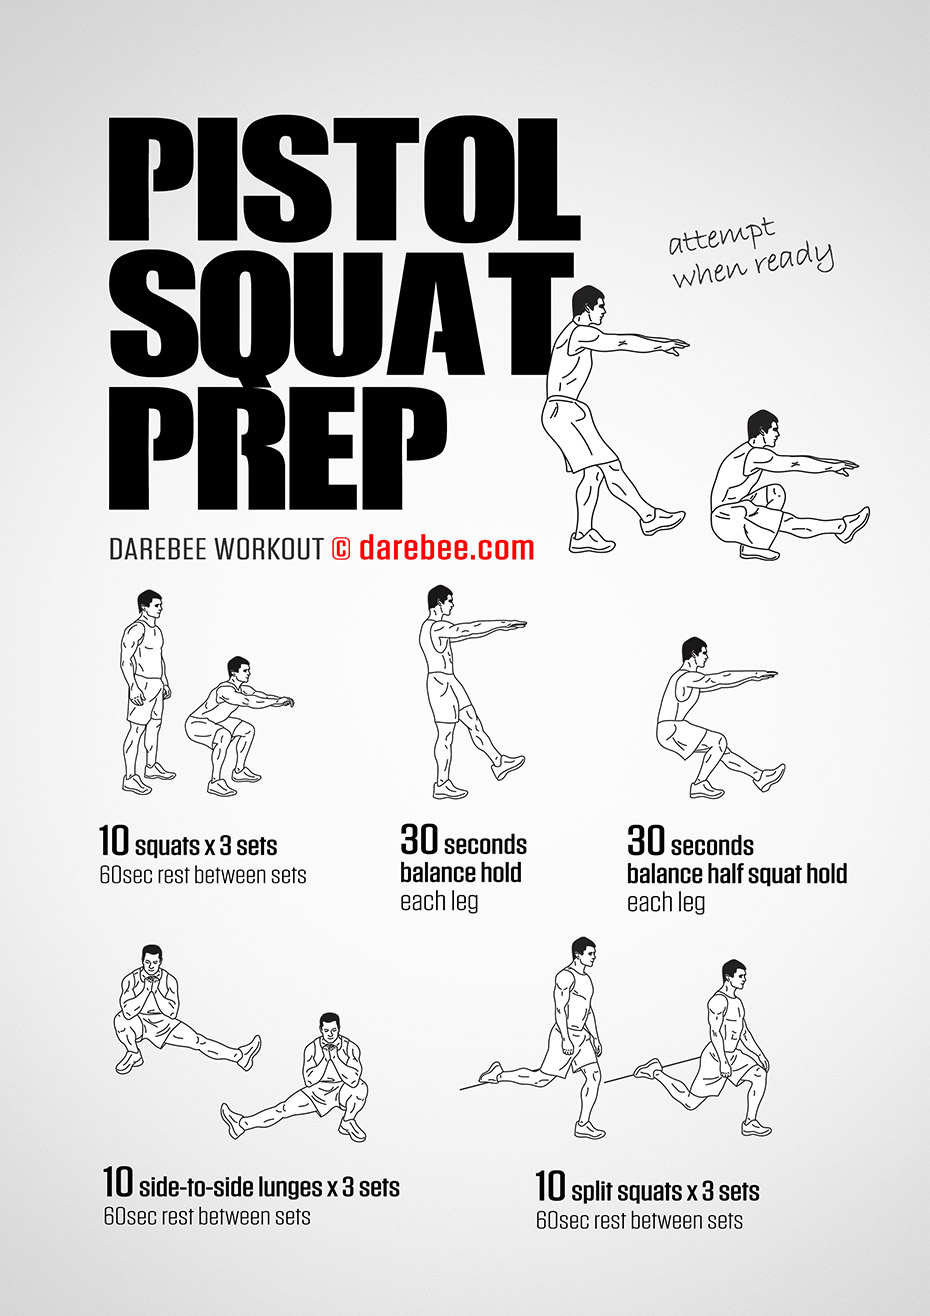 PISTOL
SQUAT
PREP
attempt
when ready
DAREBEE WORKOUT © darebee.com
10 squats x 3 sets
60sec rest between sets
30 seconds
balance hold
each leg
30 seconds
balance half squat hold
each leg
10 side-to-side lunges x 3 sets
60sec rest between sets
10 split squats x 3 sets
60sec rest between sets